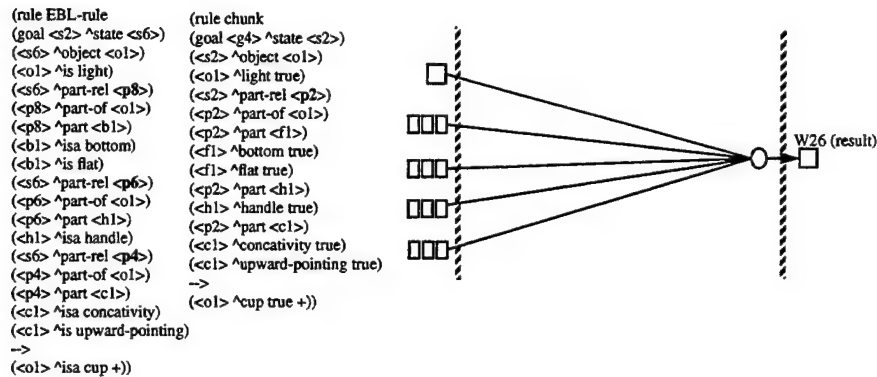 (rule EBL-rule
(goal <s2> ^state <s6>)
(<s6> ^object <o1>)
(<o1> ^is light)
(<s6> ^part-rel <p8>)
(<p8> ^part-of <o1>)
(<p8> ^part <b1>)
(<b1> ^isa bottom)
(<b1> ^is flat)
(<s6> ^part-rel <p6>)
(<p6> ^part-of <o1>)
(<p6> ^part <h1>)
(<h1> ^isa handle)
(<s6> ^part-rel <p4>)
(<p4> ^part-of <o1>)
(<p4> ^part <c1>)
(<c1> ^isa concativity)
(<c1> ^is upward-pointing)
-->
(<o1> ^isa cup +))
(rule chunk
(goal <g4> ^state <s2>)
(<s2> ^object <o1>)
(<o1> ^light true)
(<s2> ^part-rel <p2>)
(<p2> ^part-of <o1>)
(<p2> ^part <f1>)
(<f1> ^bottom true)
(<f1> ^flat true)
(<p2> ^part <h1>)
(<h1> ^handle true)
(<p2> ^part <c1>)
(<c1> ^concativity true)
(<c1> ^upward-pointing true)
-->
(<o1> ^cup true +))
W26 (result)